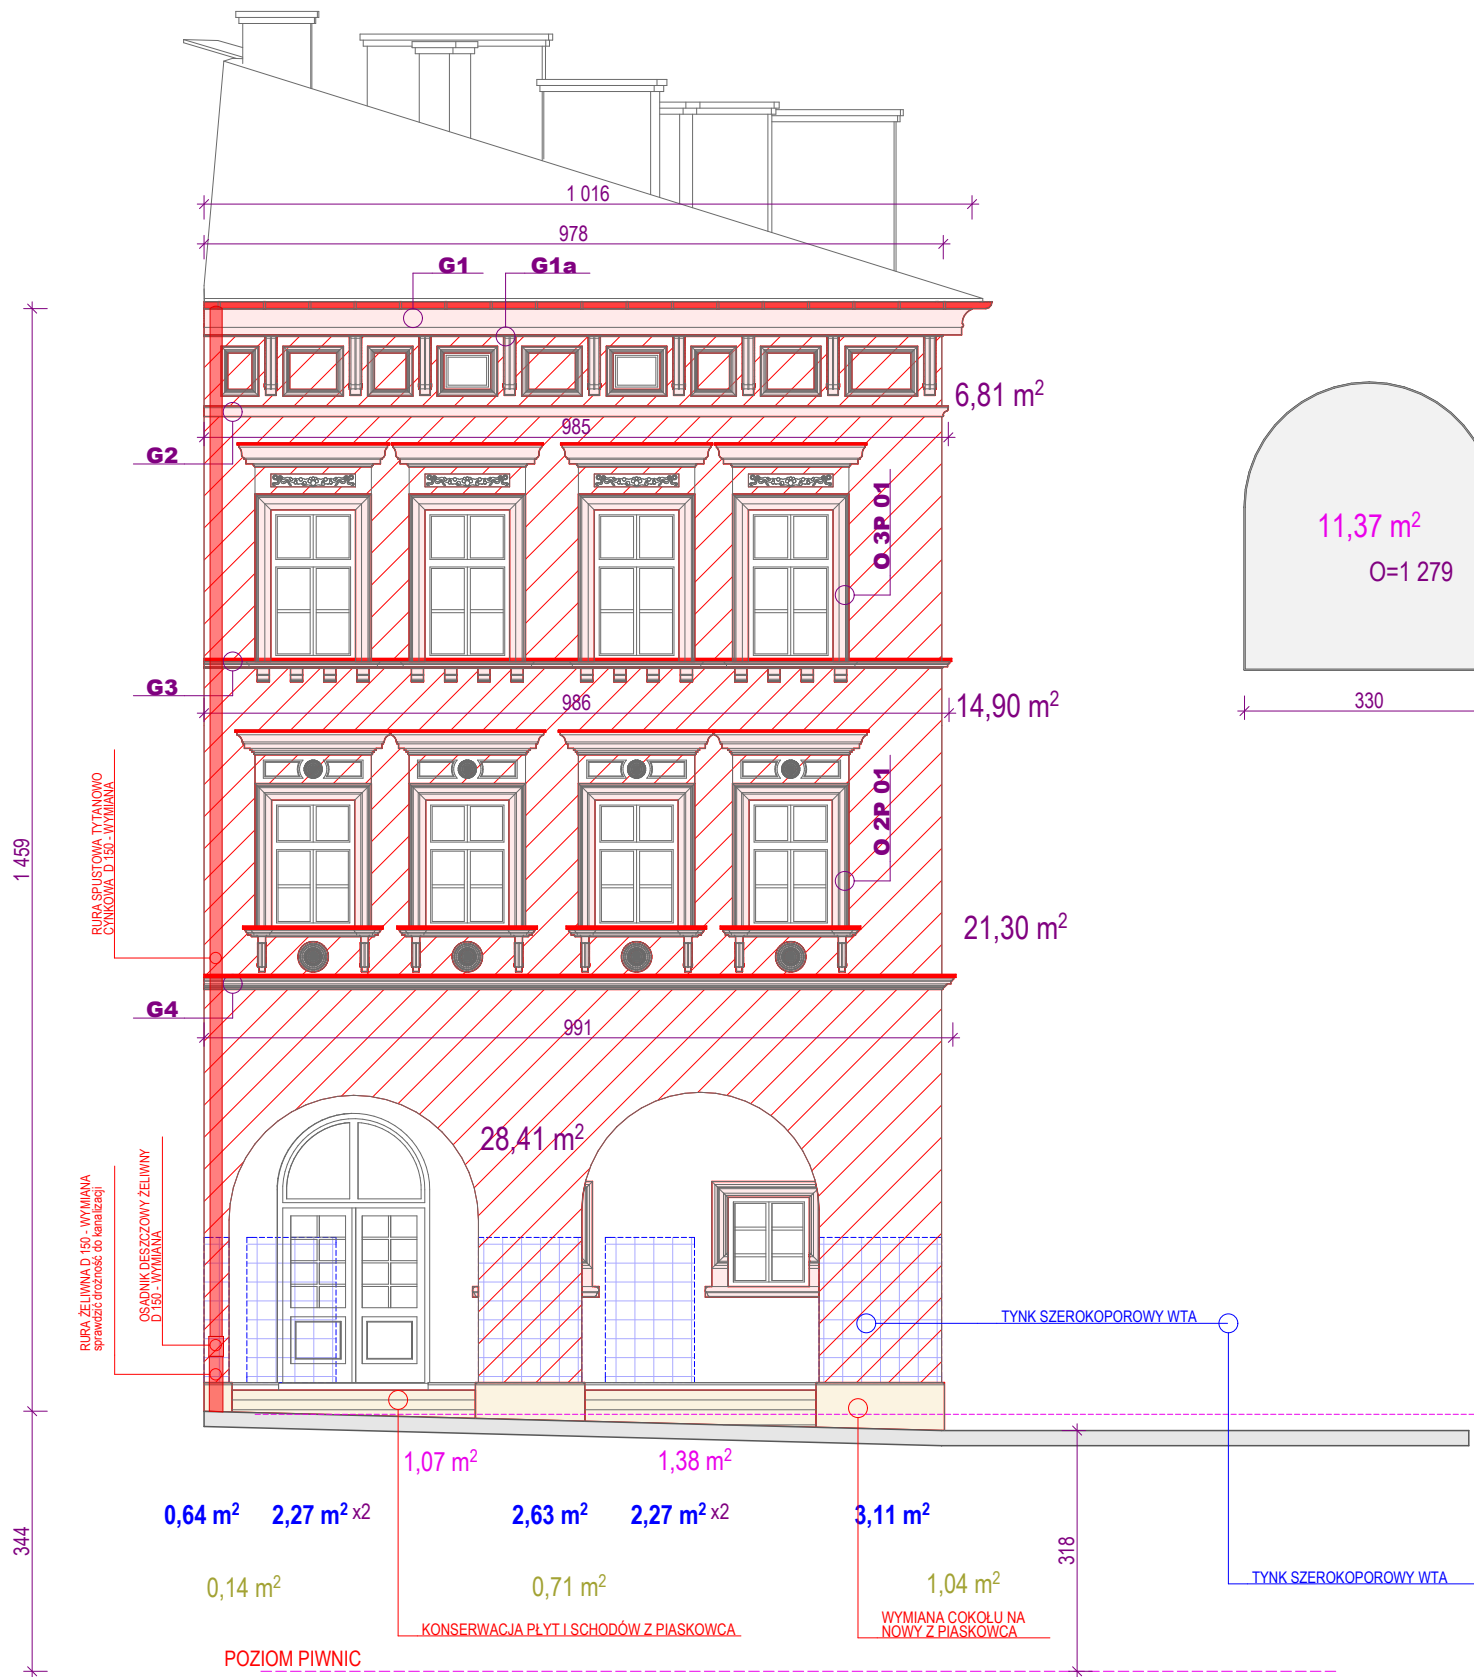 1 016
978
G1
G1a
6,81 m²
985
G2
O 3P 01
11,37 m²
O=1 279
G3
986
14,90 m²
330
RURA SPUSTOWA TYTANOWO
CYNKOWA D 150 - WYMIANA
O 2P 01
1 459
21,30 m²
G4
991
28,41 m²
RURA ŻELIWNA D 150 - WYMIANA
sprawdzić drożność do kanalizacji
OSADNIK DESZCZOWY ŻELIWNY
D 150 - WYMIANA
TYNK SZEROKOPOROWY WTA
1,07 m²
1,38 m²
0,64 m²
2,27 m² x2
2,63 m²
2,27 m² x2
3,11 m²
344
318
0,14 m²
0,71 m²
1,04 m²
TYNK SZEROKOPOROWY WTA
KONSERWACJA PŁYT I SCHODÓW Z PIASKOWCA
WYMIANA COKOŁU NA
NOWY Z PIASKOWCA
POZIOM PIWNIC